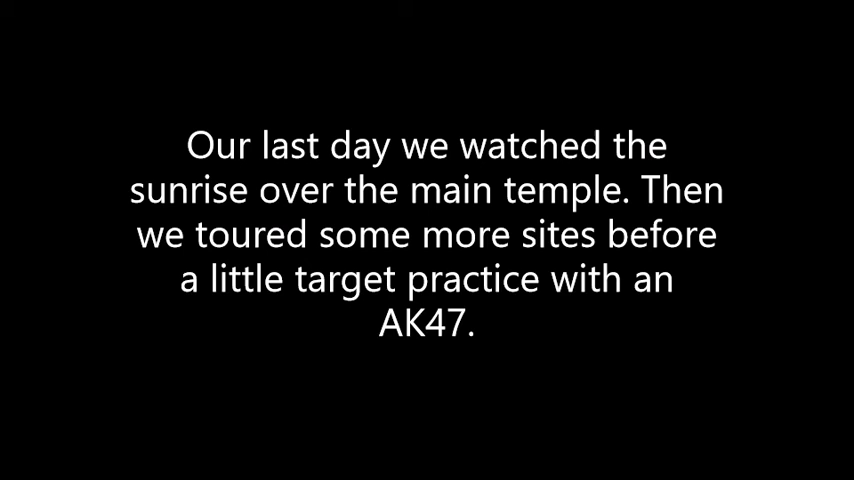 Our last day we watched the
sunrise over the main temple. Then
we toured some more sites before
a little target practice with an
AK47.